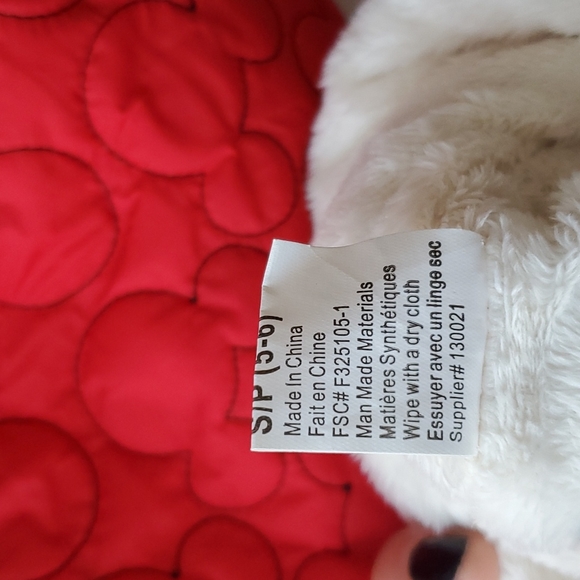 S/P (5-6)
Made In China
Fait en Chine
FSC# F325105-1
Man Made Materials
Matières Synthétiques
Wipe with a dry cloth
Essuyer avec un linge sec
Supplier# 130021